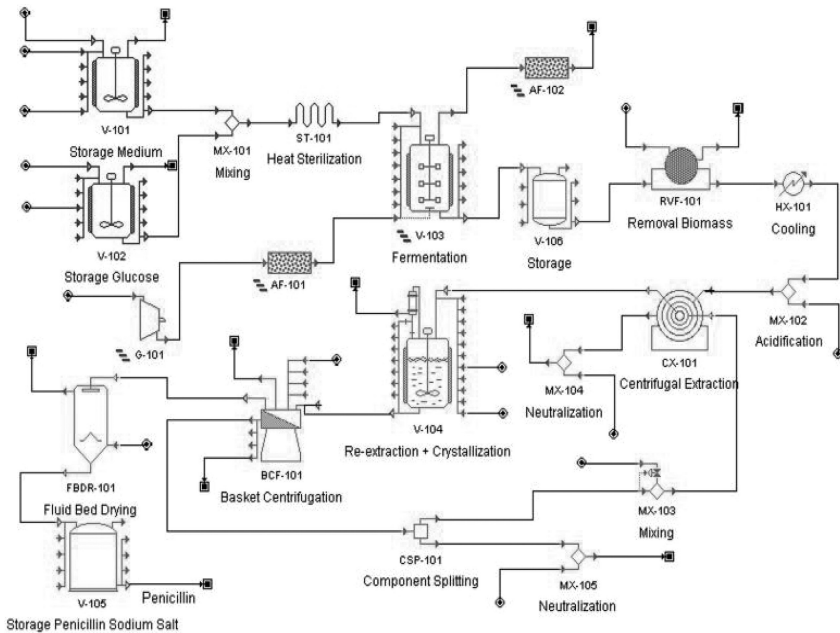 V-101
Storage Medium
MX-101
Mixing
ST-101
Heat Sterilization
AF-102
V-102
Storage Glucose
V-103
Fermentation
V-106
Storage
RVF-101
Removal Biomass
HX-101
Cooling
G-101
AF-101
MX-102
Acidification
CX-101
Centrifugal Extraction
MX-104
Neutralization
V-104
Re-extraction + Crystallization
BCF-101
Basket Centrifugation
FBDR-101
Fluid Bed Drying
MX-103
Mixing
CSP-101
Component Splitting
MX-105
Neutralization
V-105
Penicillin
Storage Penicillin Sodium Salt